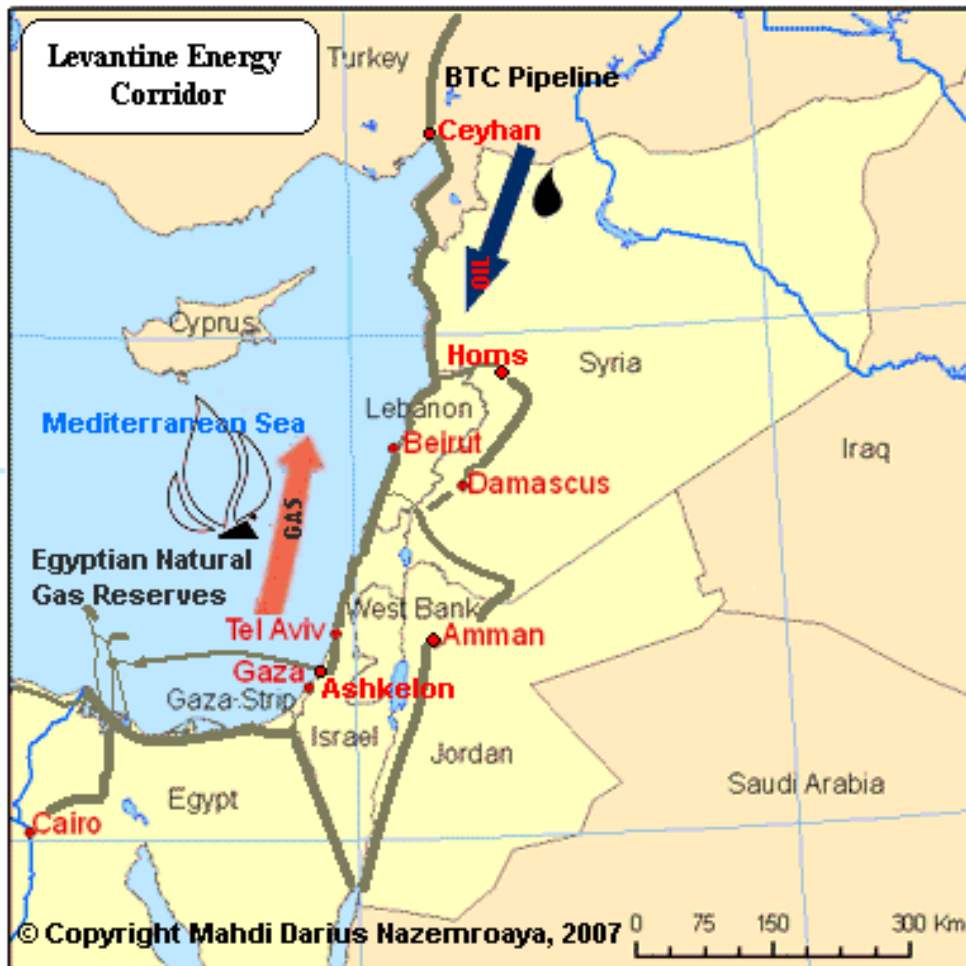 Levantine Energy
Corridor
Turkey
BTC Pipeline
Ceyhan
OIL
Cyprus
Homs
Syria
Lebanon
Mediterranean Sea
Beirut
Iraq
Damascus
GAS
Egyptian Natural
Gas Reserves
West Bank
Tel Aviv
Amman
Gaza
Ashkelon
Gaza-Strip
Israel
Jordan
Saudi Arabia
Egypt
Cairo
© Copyright Mahdi Darius Nazemroaya, 2007
0 75 150 300 Km